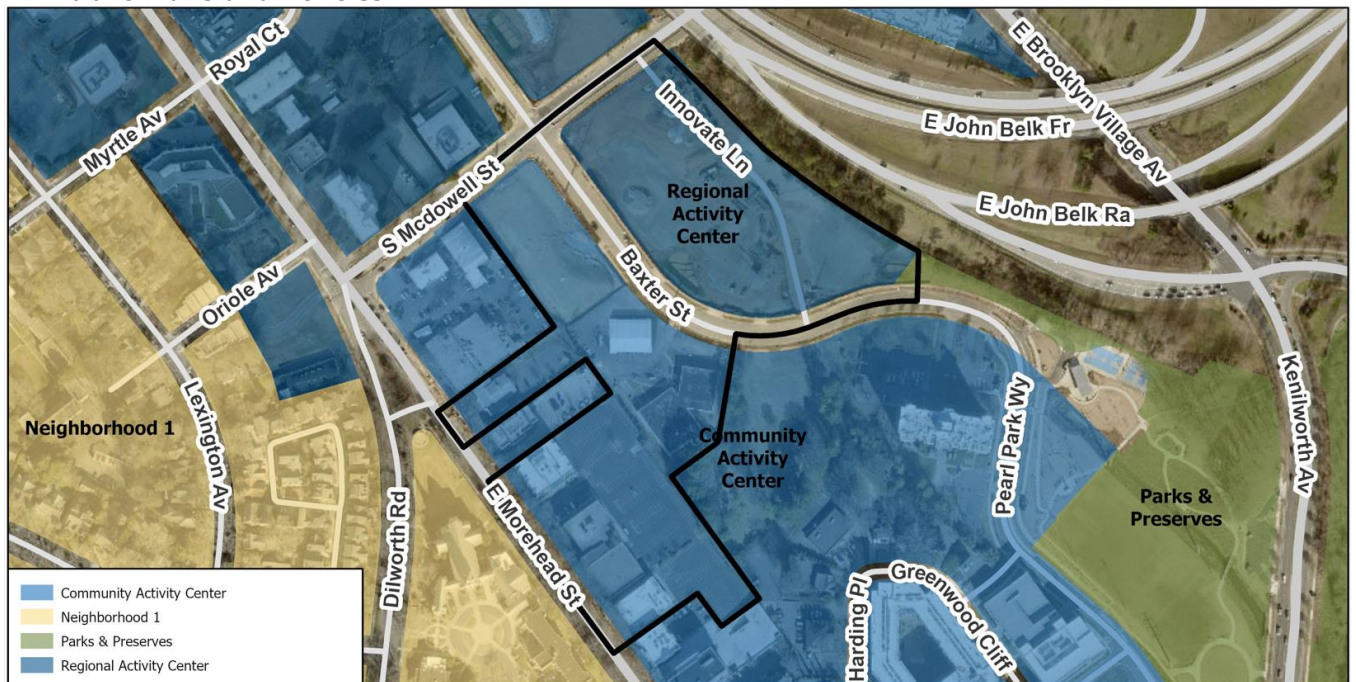 Royal Ct
Myrtle Av
Innovate Ln
E Brooklyn Village Av
E John Belk Fr
Regional
Activity
Center
S Mcdowell St
E John Belk Ra
Oriole Av
Baxter St
Kenilworth Av
Neighborhood 1
Lexington Av
Community
Activity
Center
Pearl Park Wy
Parks &
Preserves
Dilworth Rd
E Morehead St
Harding Pl
Greenwood Cliff
Community Activity Center
Neighborhood 1
Parks & Preserves
Regional Activity Center